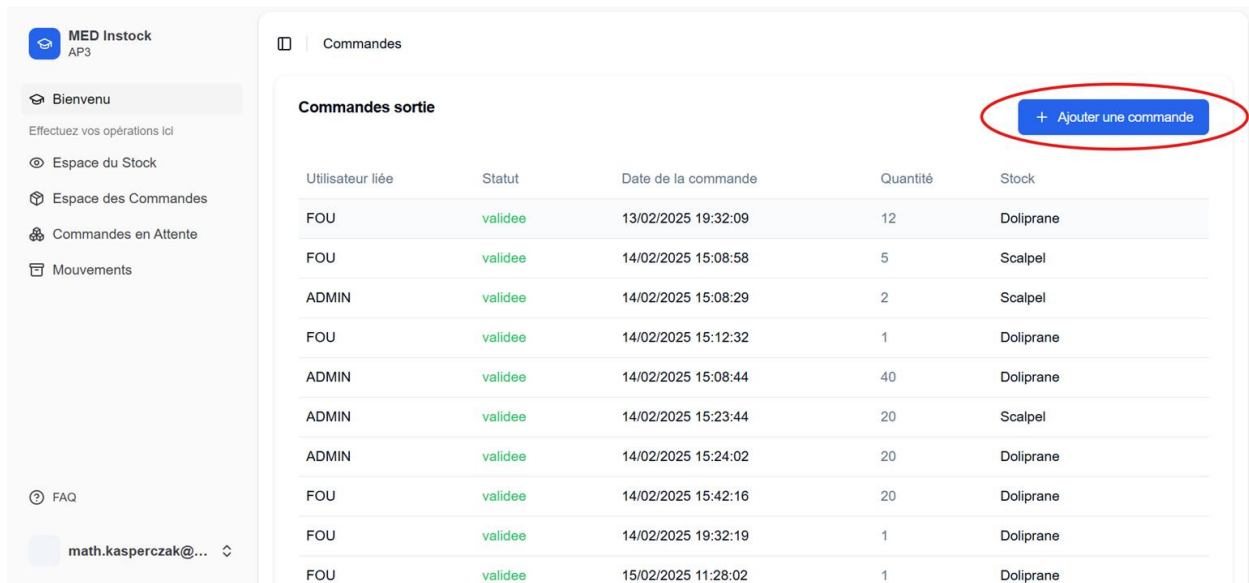 MED Instock
AP3
Bienvenu
Effectuez vos opérations ici
Espace du Stock
Espace des Commandes
Commandes en Attente
Mouvements
FAQ
math.kasperczak@...
Commandes
Commandes sortie
+ Ajouter une commande
Utilisateur liée Statut Date de la commande Quantité Stock
FOU validee 13/02/2025 19:32:09 12 Doliprane
FOU validee 14/02/2025 15:08:58 5 Scalpel
ADMIN validee 14/02/2025 15:08:29 2 Scalpel
FOU validee 14/02/2025 15:12:32 1 Doliprane
ADMIN validee 14/02/2025 15:08:44 40 Doliprane
ADMIN validee 14/02/2025 15:23:44 20 Scalpel
ADMIN validee 14/02/2025 15:24:02 20 Doliprane
FOU validee 14/02/2025 15:42:16 20 Doliprane
FOU validee 14/02/2025 19:32:19 1 Doliprane
FOU validee 15/02/2025 11:28:02 1 Doliprane